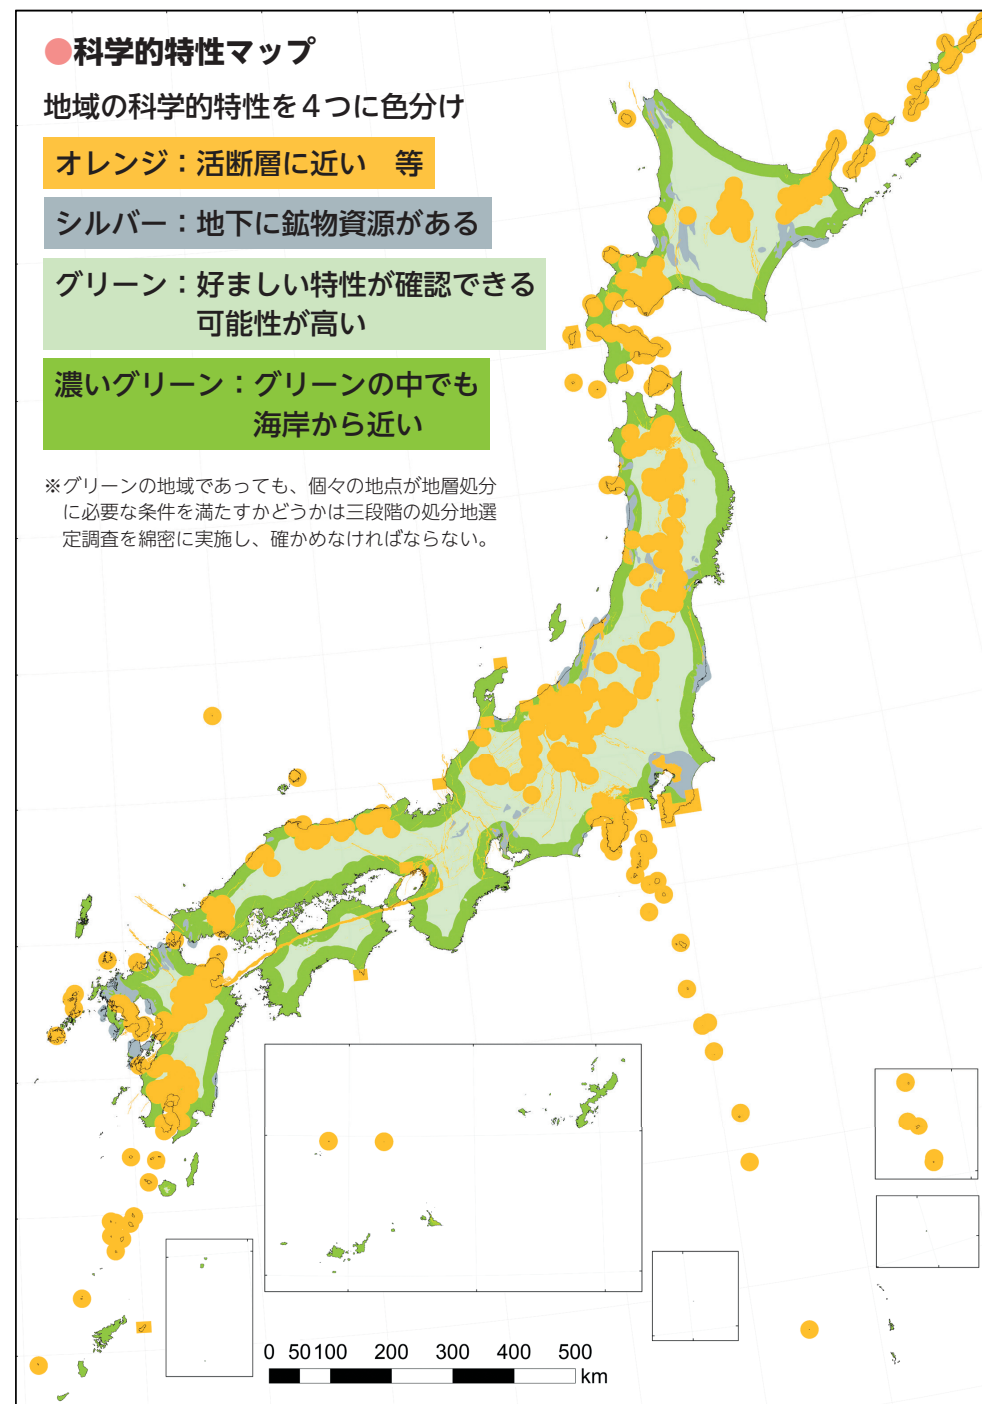 ●科学的特性マップ
地域の科学的特性を4つに色分け
オレンジ：活断層に近い　等
シルバー：地下に鉱物資源がある
グリーン：好ましい特性が確認できる
可能性が高い
濃いグリーン：グリーンの中でも
海岸から近い
※グリーンの地域であっても、個々の地点が地層処分
に必要な条件を満たすかどうかは三段階の処分地選
定調査を綿密に実施し、確かめなければならない。
0 50 100 200 300 400 500
km